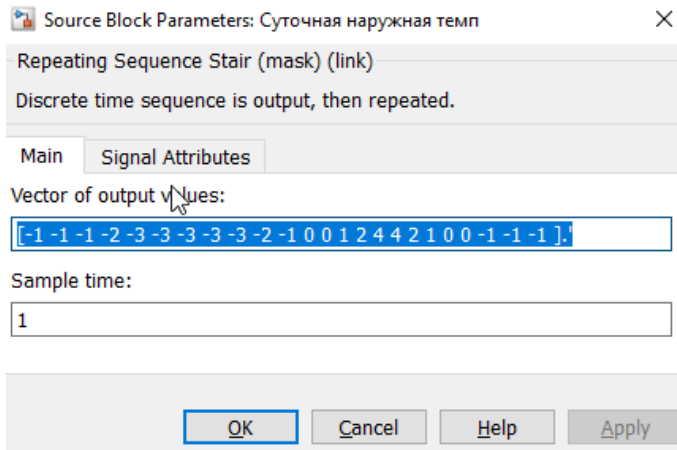 Source Block Parameters: Суточная наружная темп
Repeating Sequence Stair (mask) (link)
Discrete time sequence is output, then repeated.
Main Signal Attributes
Vector of output values:
[-1 -1 -1 -2 -3 -3 -3 -3 -3 -2 -1 0 0 1 2 4 4 2 1 0 0 -1 -1 -1 ].'
Sample time:
1
OK Cancel Help Apply